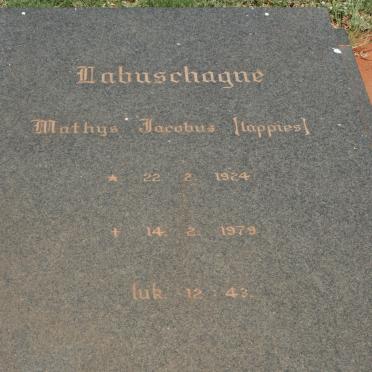 Labuschagne
Mathys Jacobus [lappies]
* 22. 2. 1924
† 14. 2. 1979
luk. 12 : 43.